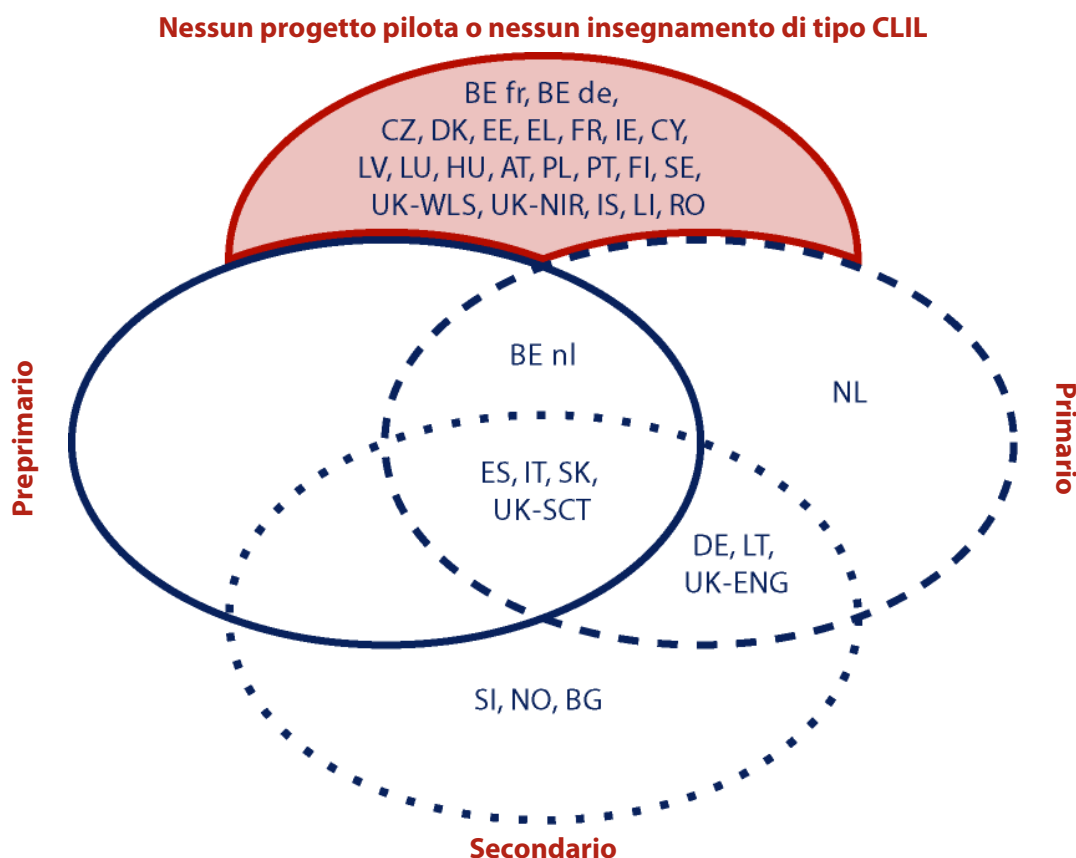 Nessun progetto pilota o nessun insegnamento di tipo CLIL
BE fr, BE de,
CZ, DK, EE, EL, FR, IE, CY,
LV, LU, HU, AT, PL, PT, FI, SE,
UK-WLS, UK-NIR, IS, LI, RO
Preprimario
BE nl
NL
Primario
ES, IT, SK,
UK-SCT
DE, LT,
UK-ENG
SI, NO, BG
Secondario